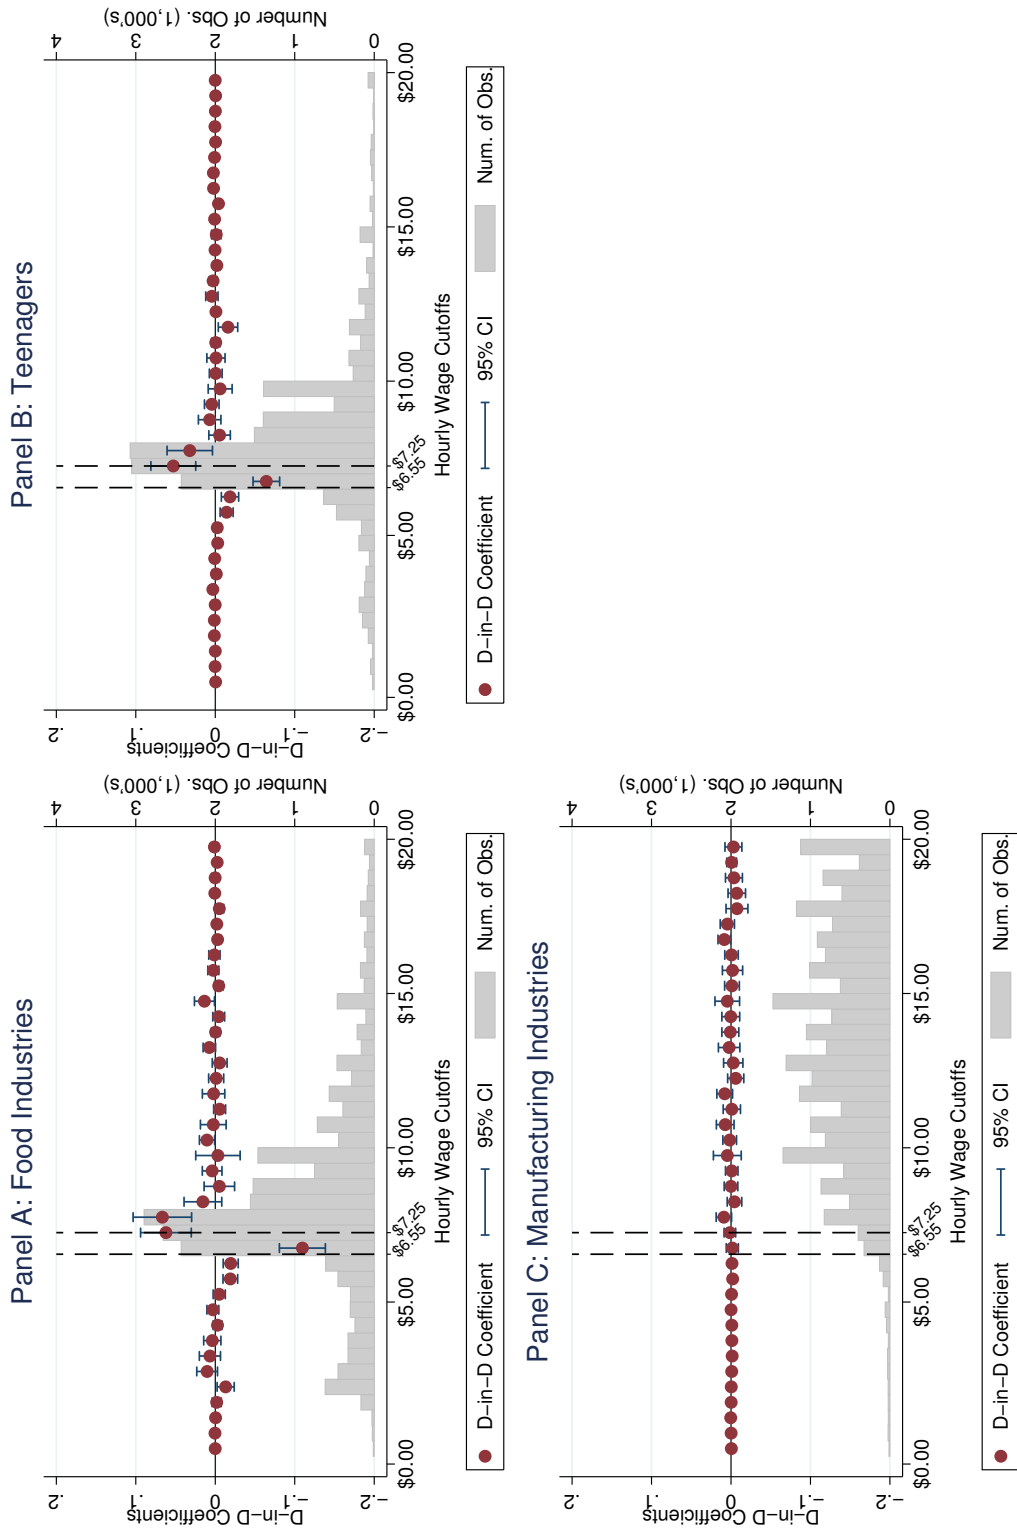 Panel A: Food Industries
D−in−D Coefficients
.2
.1
0
−.1
−.2
Number of Obs. (1,000's)
4
3
2
1
0
$0.00
$5.00
$6.55
$7.25
$10.00
$15.00
$20.00
Hourly Wage Cutoffs
D−in−D Coefficient
95% CI
Num. of Obs.
Panel B: Teenagers
D−in−D Coefficients
.2
.1
0
−.1
−.2
Number of Obs. (1,000's)
4
3
2
1
0
$0.00
$5.00
$6.55
$7.25
$10.00
$15.00
$20.00
Hourly Wage Cutoffs
D−in−D Coefficient
95% CI
Num. of Obs.
Panel C: Manufacturing Industries
D−in−D Coefficients
.2
.1
0
−.1
−.2
Number of Obs. (1,000's)
4
3
2
1
0
$0.00
$5.00
$6.55
$7.25
$10.00
$15.00
$20.00
Hourly Wage Cutoffs
D−in−D Coefficient
95% CI
Num. of Obs.